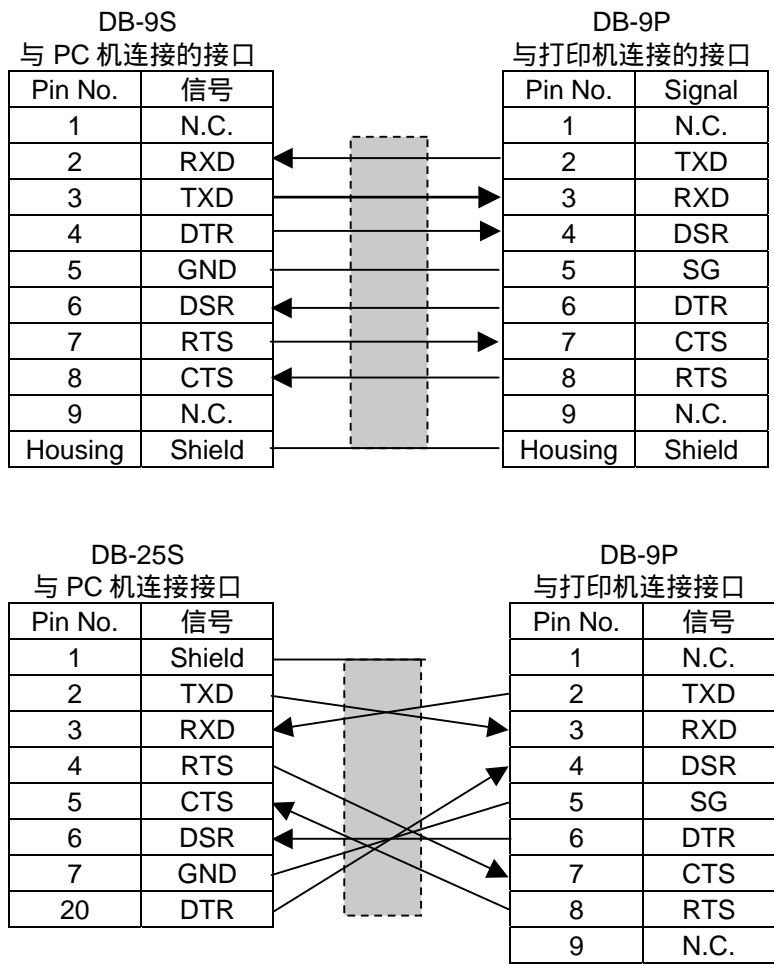 DB-9S DB-9P
与 PC 机连接的接口 与打印机连接的接口
Pin No. 信号 Pin No. Signal
1 N.C. 1 N.C.
2 RXD 2 TXD
3 TXD 3 RXD
4 DTR 4 DSR
5 GND 5 SG
6 DSR 6 DTR
7 RTS 7 CTS
8 CTS 8 RTS
9 N.C. 9 N.C.
Housing Shield Housing Shield
DB-25S DB-9P
与 PC 机连接接口 与打印机连接接口
Pin No. 信号 Pin No. 信号
1 Shield 1 N.C.
2 TXD 2 TXD
3 RXD 3 RXD
4 RTS 4 DSR
5 CTS 5 SG
6 DSR 6 DTR
7 GND 7 CTS
20 DTR 8 RTS
9 N.C.